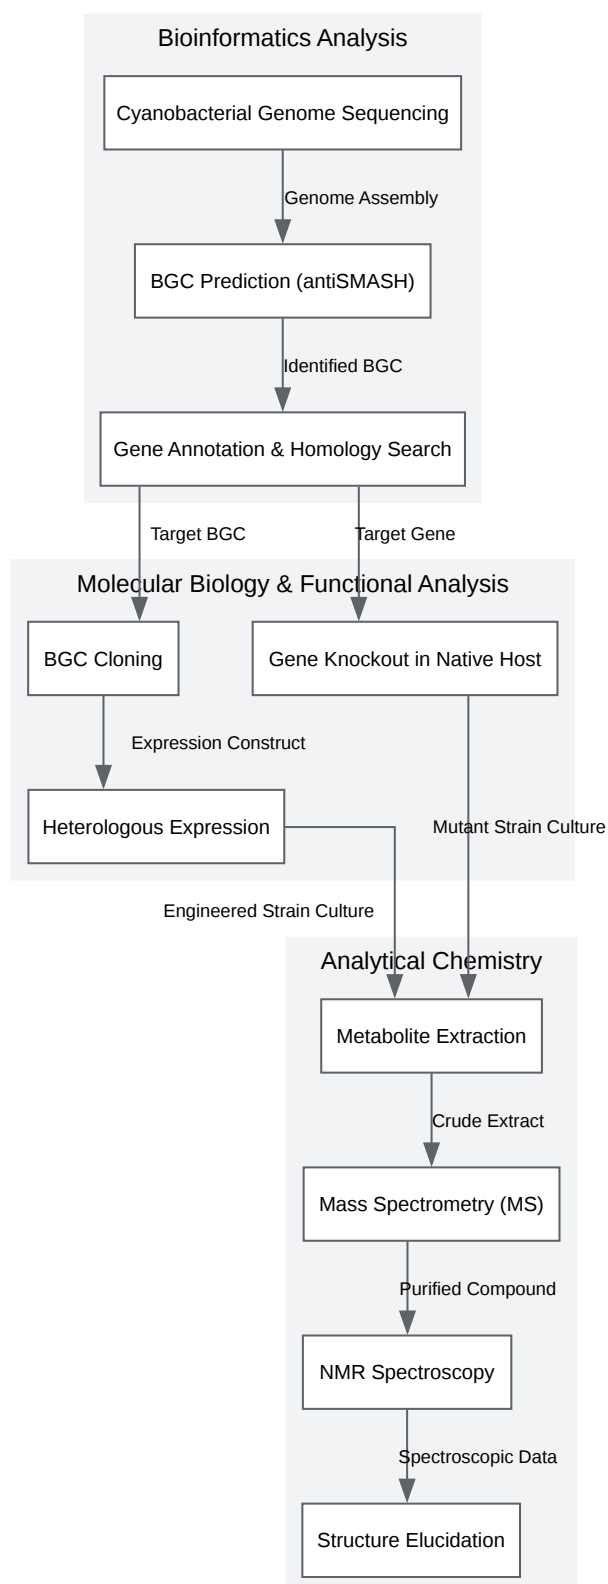 Bioinformatics Analysis
Cyanobacterial Genome Sequencing
Genome Assembly
BGC Prediction (antiSMASH)
Identified BGC
Gene Annotation & Homology Search
Target BGC
Target Gene
Molecular Biology & Functional Analysis
BGC Cloning
Gene Knockout in Native Host
Expression Construct
Heterologous Expression
Mutant Strain Culture
Engineered Strain Culture
Analytical Chemistry
Metabolite Extraction
Crude Extract
Mass Spectrometry (MS)
Purified Compound
NMR Spectroscopy
Spectroscopic Data
Structure Elucidation